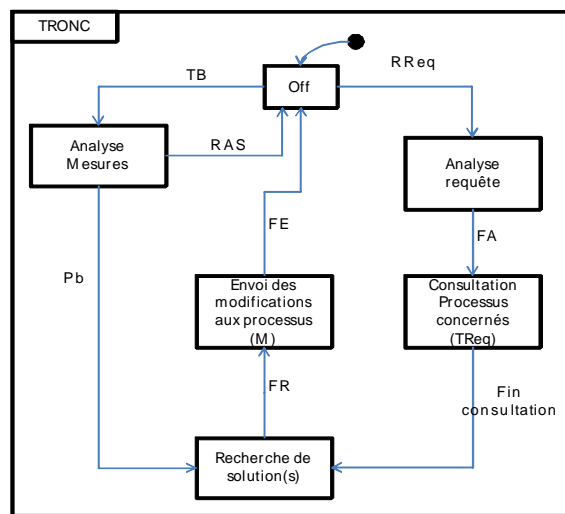 TRONC
TB
Off
RReq
Analyse
Mesures
RAS
Analyse
requête
FE
FA
Pb
Envoi des
modifications
aux processus
(M)
Consultation
Processus
concernés
(TReq)
FR
Fin
consultation
Recherche de
solution(s)